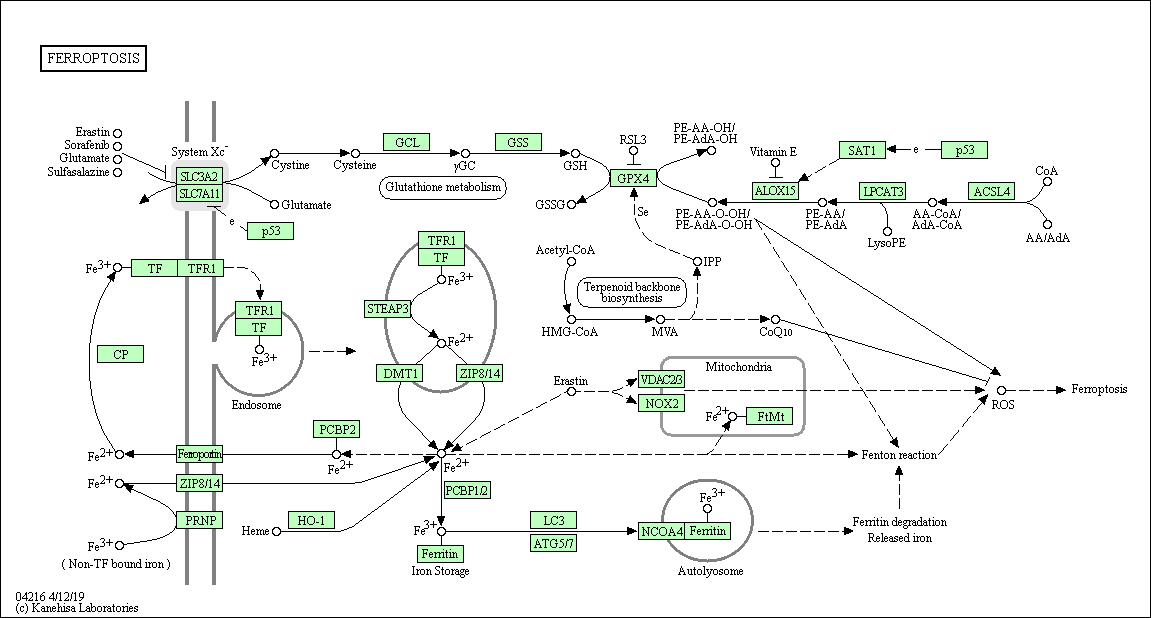 FERROPTOSIS
Erastin
Sorafenib
Glutamate
Sulfasalazine
System Xc-
SLC3A2
SLC7A11
e
p53
Cystine
Glutamate
Cysteine
GCL
γGC
GSS
GSH
Glutathione metabolism
GSSG
RSL3
GPX4
Se
PE-AA-OH/
PE-AdA-OH
PE-AA-O-OH/
PE-AdA-O-OH
Vitamin E
ALOX15
SAT1
e
p53
PE-AA/
PE-AdA
LPCAT3
LysoPE
AA-CoA/
AdA-CoA
ACSL4
CoA
AA/AdA
Fe3+
TF
TFR1
TFR1
TF
Fe3+
Endosome
CP
TFR1
TF
Fe3+
STEAP3
Fe2+
DMT1
ZIP8/14
Acetyl-CoA
Terpenoid backbone
biosynthesis
IPP
HMG-CoA
MVA
CoQ10
Erastin
VDAC2/3
NOX2
Mitochondria
Fe2+
FtMt
ROS
Ferroptosis
Fe2+
Ferroportin
PCBP2
Fe2+
Fe2+
Fenton reaction
Fe2+
ZIP8/14
PCBP1/2
PRNP
Heme
HO-1
Fe3+
( Non-TF bound iron )
Fe3+
Ferritin
Iron Storage
LC3
ATG5/7
Fe3+
NCOA4
Ferritin
Autolyosome
Ferritin degradation
Released iron
04216 4/12/19
(c) Kanehisa Laboratories